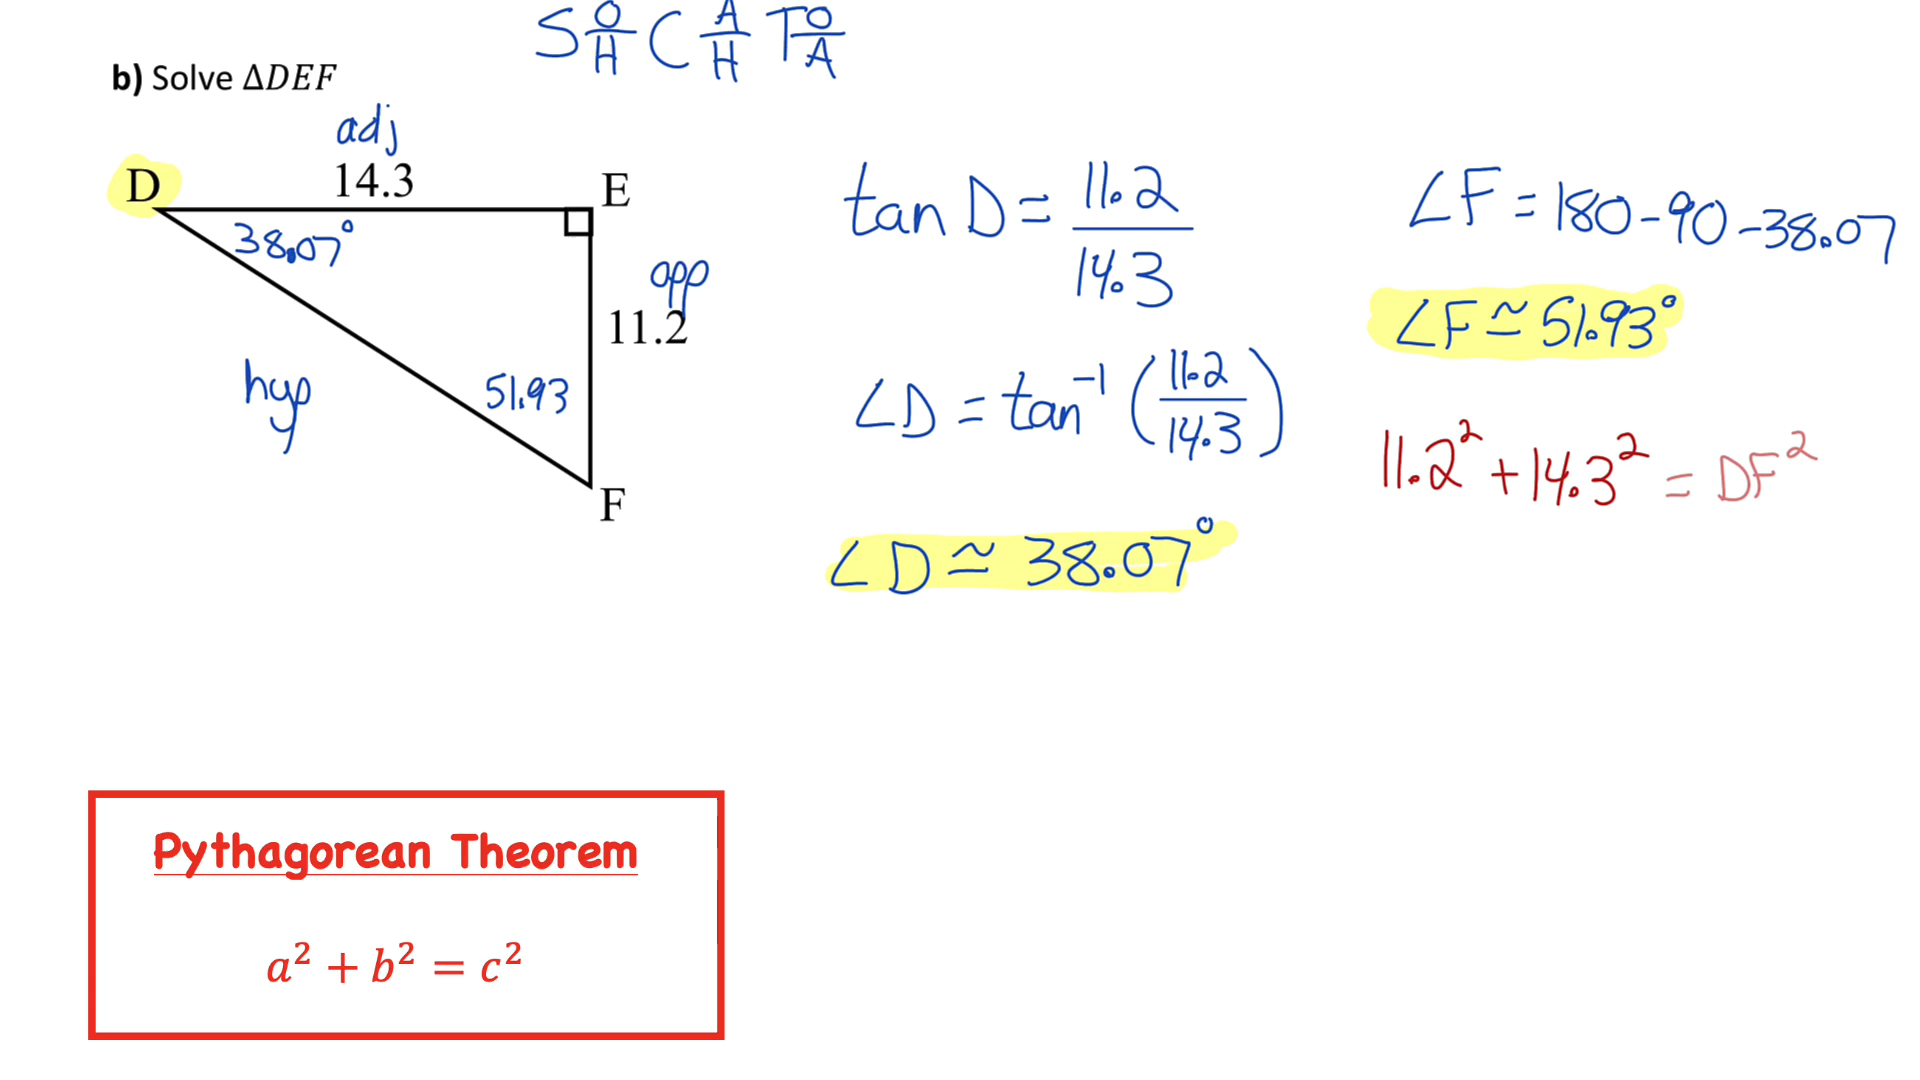 S O/H C A/H T O/A
b) Solve ΔDEF
adj
D 14.3 E
38.07°
opp
11.2
hyp
51.93
F
tan D = 11.2/14.3
∠D = tan⁻¹ (11.2/14.3)
∠D ≃ 38.07°
∠F = 180 - 90 - 38.07
∠F ≃ 51.93°
11.2² + 14.3² = DF²
Pythagorean Theorem
a² + b² = c²